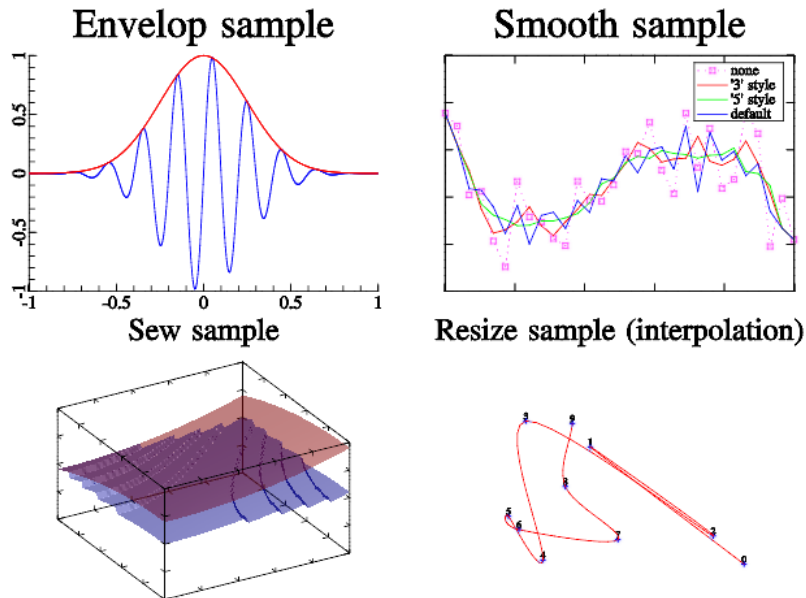 Envelop sample
1
0.5
0
-0.5
-1
-1 -0.5 0 0.5 1
Smooth sample
none
'3' style
'5' style
default
Sew sample
Resize sample (interpolation)
3
9
1
8
5
6
7
2
4
0